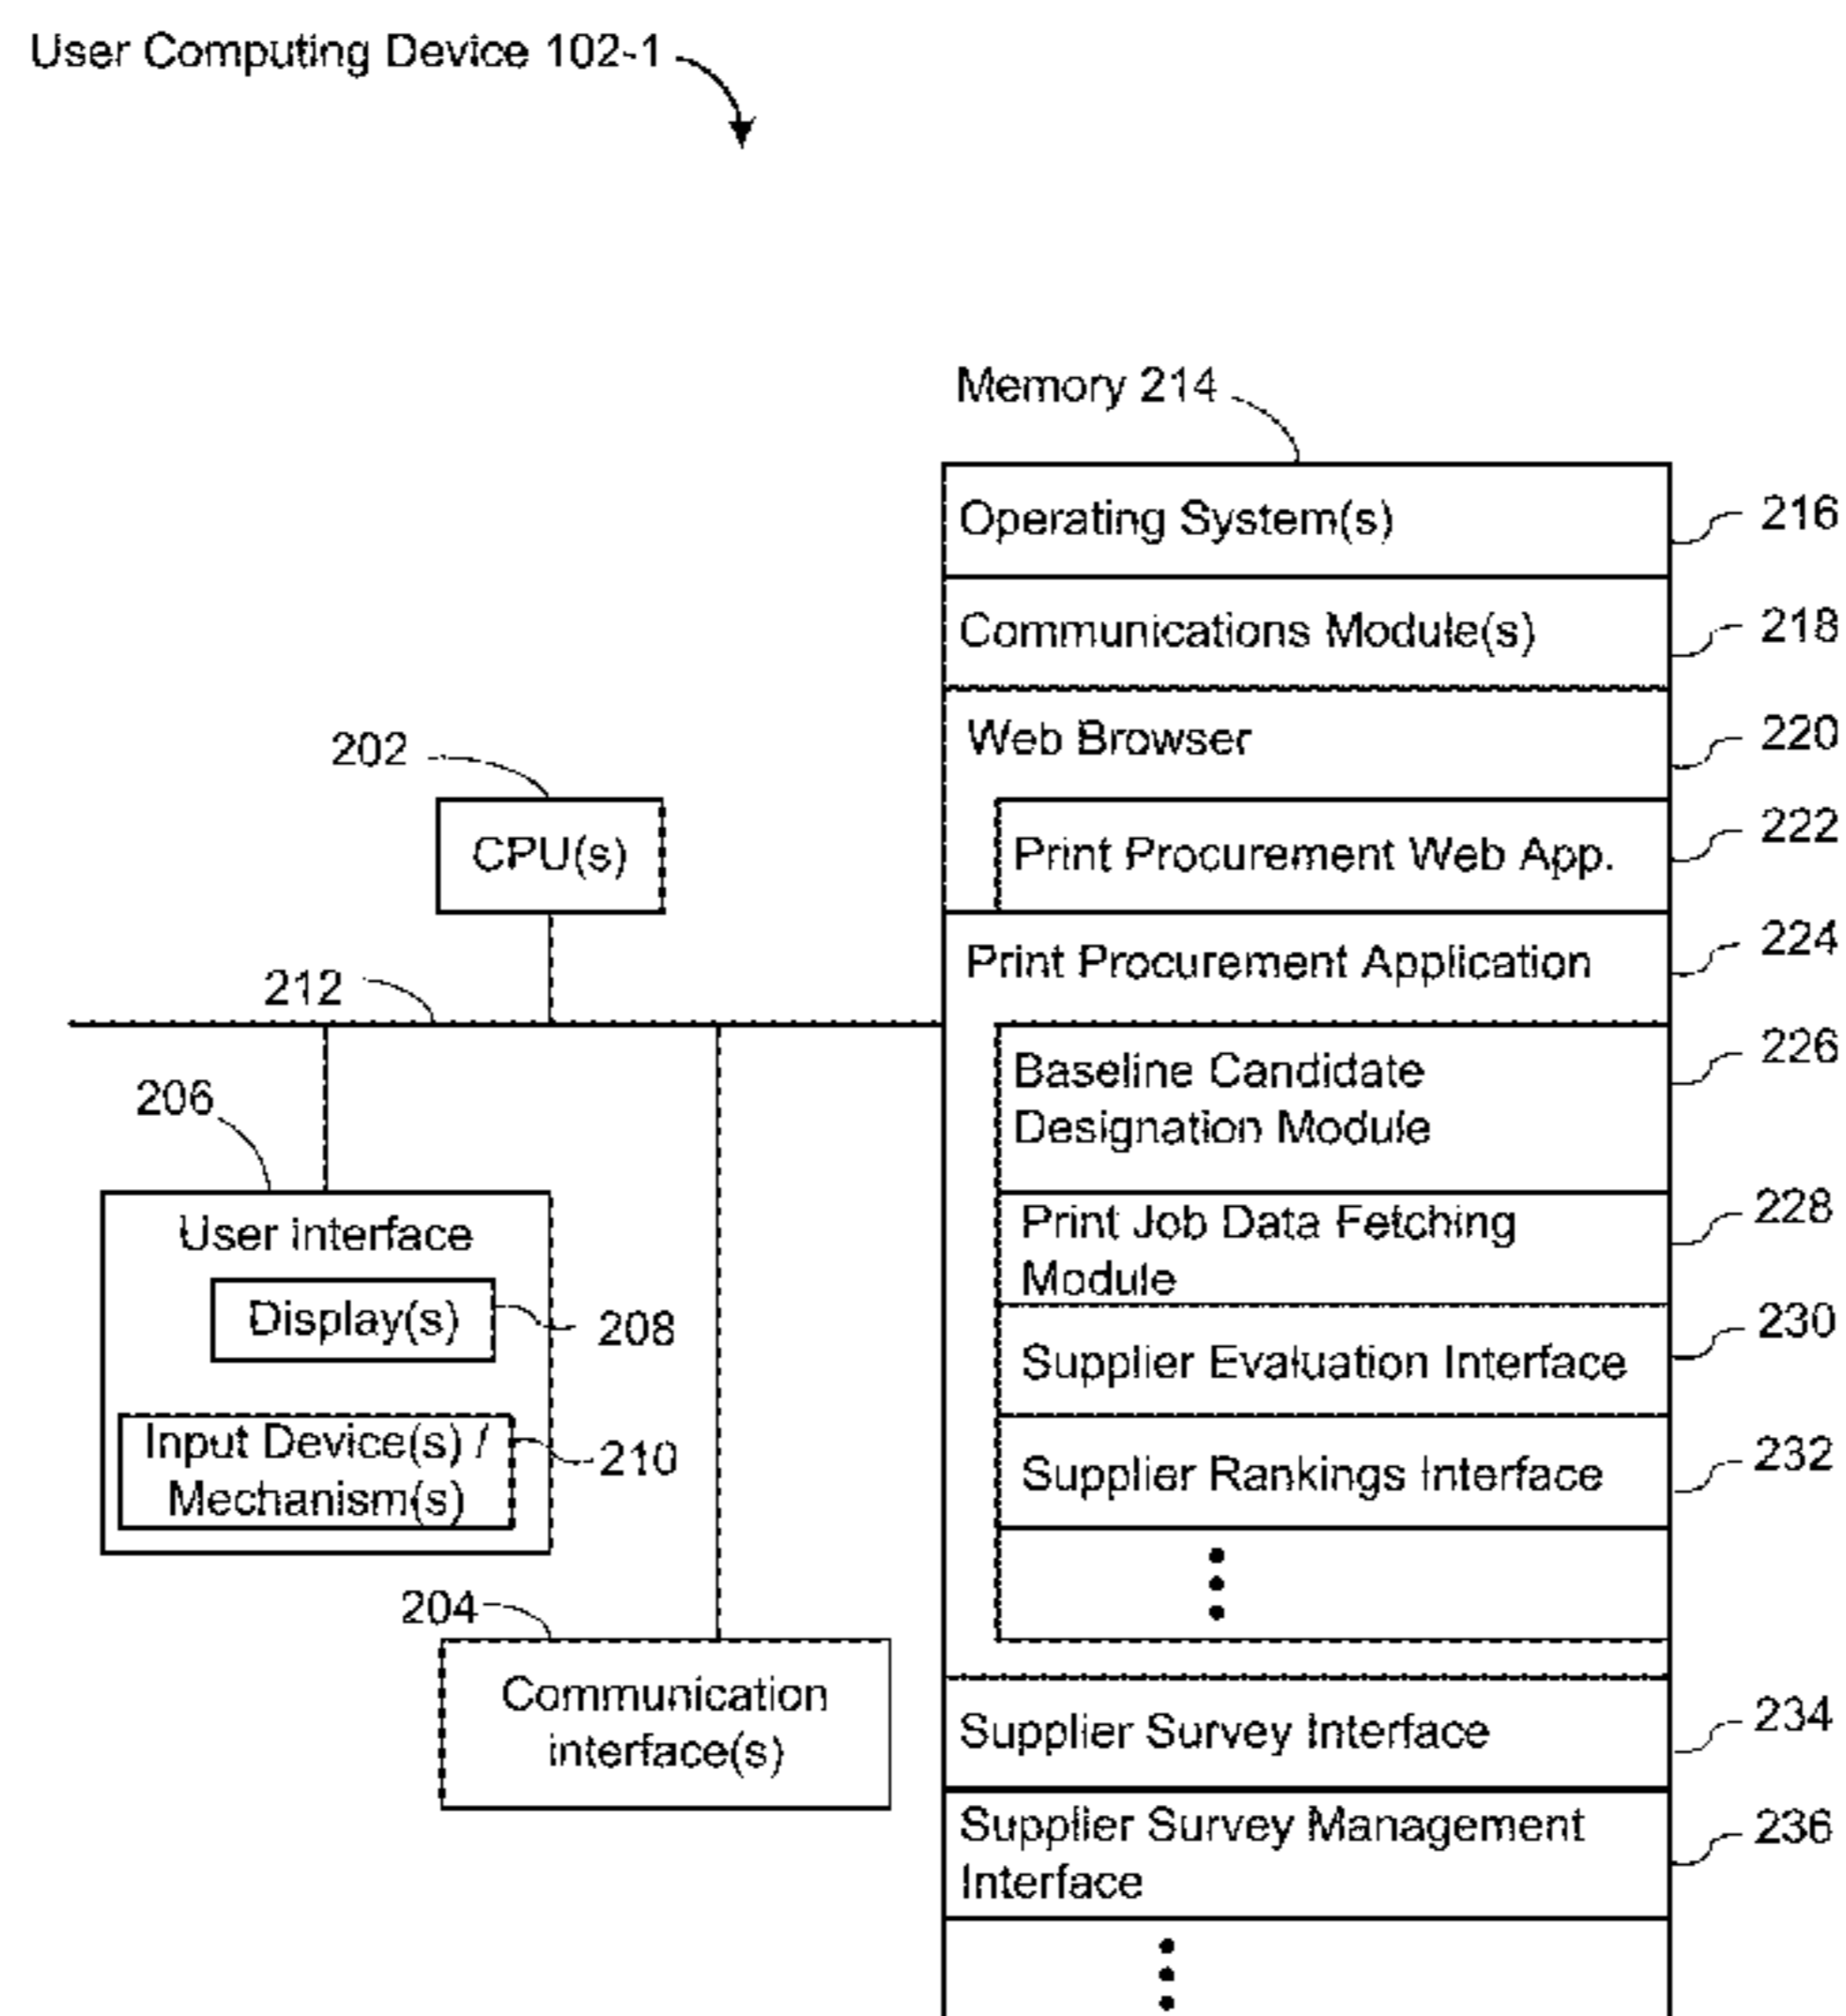 User Computing Device 102-1
Memory 214
Operating System(s)
216
Communications Module(s)
218
Web Browser
220
202
CPU(s)
Print Procurement Web App.
222
Print Procurement Application
224
212
Baseline Candidate
Designation Module
226
206
User interface
Display(s)
208
Input Device(s) /
Mechanism(s)
210
Print Job Data Fetching
Module
228
Supplier Evaluation Interface
230
Supplier Rankings Interface
232
204
Communication
interface(s)
Supplier Survey Interface
234
Supplier Survey Management
Interface
236